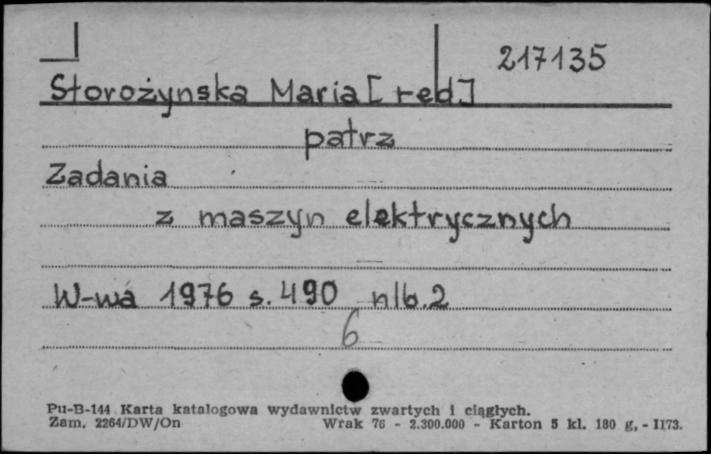 217135
Storożynska Maria [red]
patrz
Zadania
z maszyn elektrycznych
W-wa 1976 s. 490 nlb. 2
6
Pu-B-144 Karta katalogowa wydawnictw zwartych i ciągłych.
Zam. 2264/DW/On Wrak 76 - 2.300.000 - Karton 5 kl. 180 g, - II73.